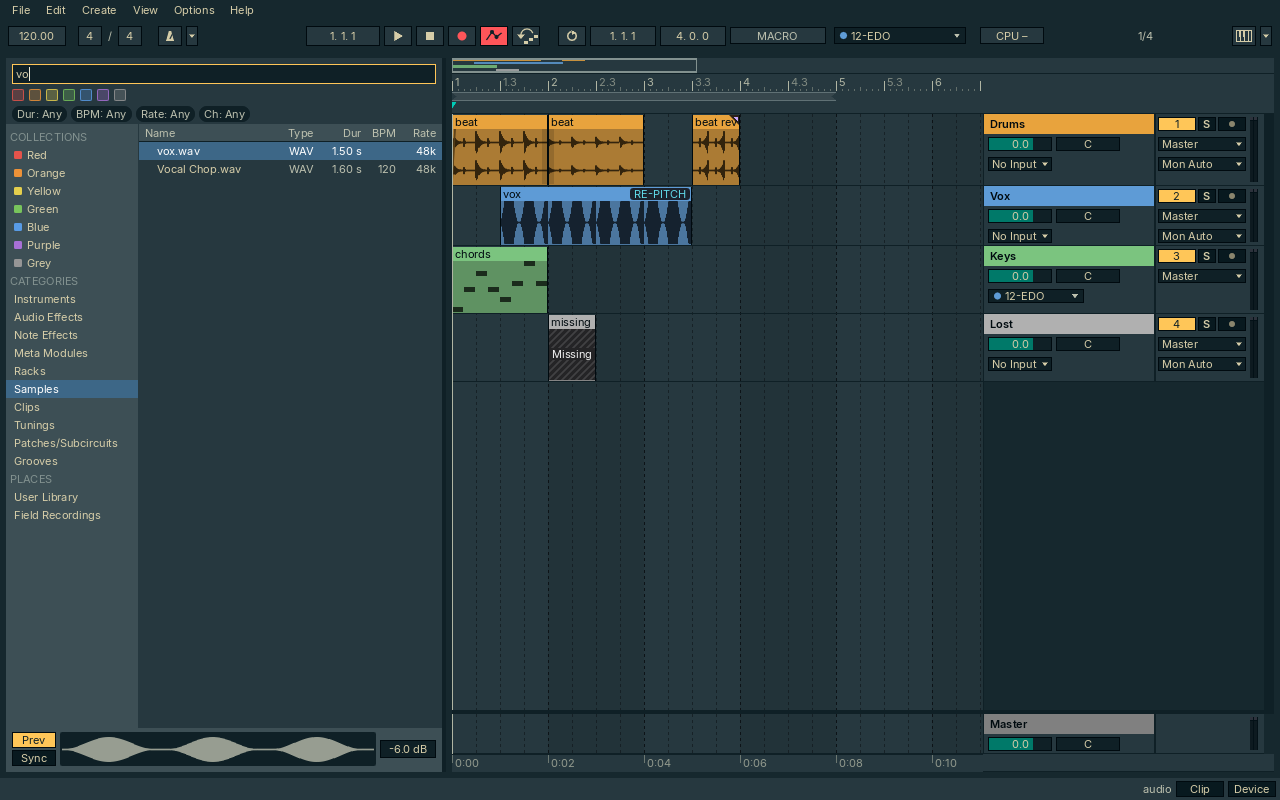 File Edit Create View Options Help
120.00 4 / 4 1. 1. 1 1. 1. 1 4. 0. 0 MACRO 12-EDO CPU – 1/4
vo
Dur: Any BPM: Any Rate: Any Ch: Any
COLLECTIONS
Red
Orange
Yellow
Green
Blue
Purple
Grey
CATEGORIES
Instruments
Audio Effects
Note Effects
Meta Modules
Racks
Samples
Clips
Tunings
Patches/Subcircuits
Grooves
PLACES
User Library
Field Recordings
Name Type Dur BPM Rate
vox.wav WAV 1.50 s 48k
Vocal Chop.wav WAV 1.60 s 120 48k
Prev
Sync
-6.0 dB
1 1.3 2 2.3 3 3.3 4 4.3 5 5.3 6
beat beat beat rev
vox RE-PITCH
chords
missing
Missing
Drums 1 S
0.0 C Master
No Input Mon Auto
Vox 2 S
0.0 C Master
No Input Mon Auto
Keys 3 S
0.0 C Master
12-EDO
Lost 4 S
0.0 C Master
No Input Mon Auto
Master
0.0 C
0:00 0:02 0:04 0:06 0:08 0:10
audio Clip Device